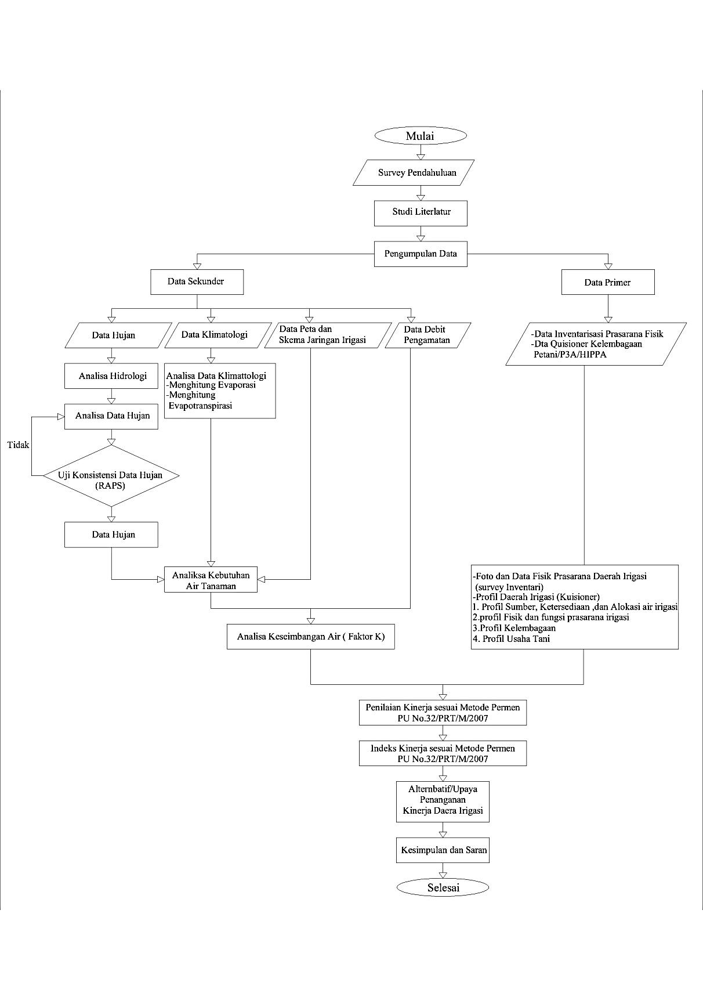 Mulai
Survey Pendahuluan
Studi Literlatur
Pengumpulan Data
Data Sekunder
Data Primer
Data Hujan
Data Klimatologi
Data Peta dan
Skema Jaringan Irigasi
Data Debit
Pengamatan
-Data Inventarisasi Prasarana Fisik
-Dta Quisioner Kelembagaan
Petani/P3A/HIPPA
Analisa Hidrologi
Analisa Data Klimattologi
-Menghitung Evaporasi
-Menghitung
Evapotranspirasi
Analisa Data Hujan
Tidak
Uji Konsistensi Data Hujan
(RAPS)
Data Hujan
Analiksa Kebutuhan
Air Tanaman
-Foto dan Data Fisik Prasarana Daerah Irigasi
(survey Inventari)
-Profil Daerah Irigasi (Kuisioner)
1. Profil Sumber, Ketersediaan ,dan Alokasi air irigasi
2.profil Fisik dan fungsi prasarana irigasi
3.Profil Kelembagaan
4. Profil Usaha Tani
Analisa Keseimbangan Air ( Faktor K)
Penilaian Kinerja sesuai Metode Permen
PU No.32/PRT/M/2007
Indeks Kinerja sesuai Metode Permen
PU No.32/PRT/M/2007
Alternbatif/Upaya
Penanganan
Kinerja Daera Irigasi
Kesimpulan dan Saran
Selesai